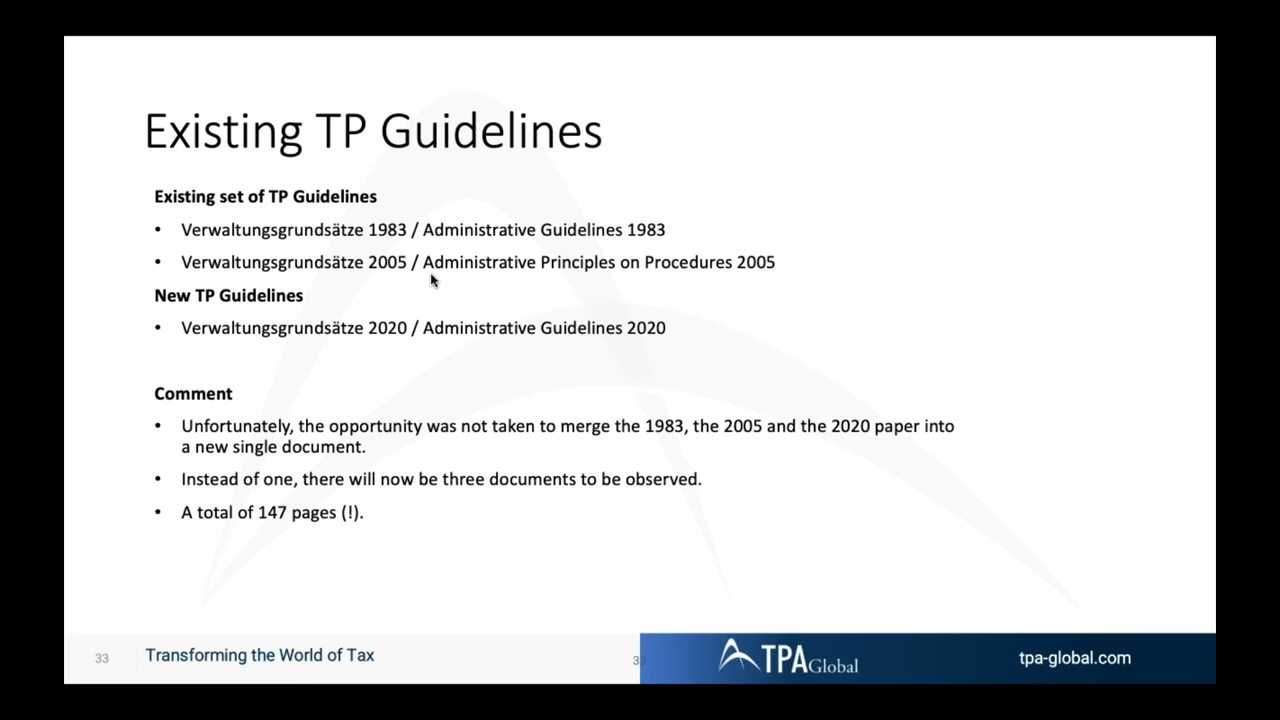 Existing TP Guidelines
Existing set of TP Guidelines
• Verwaltungsgrundsätze 1983 / Administrative Guidelines 1983
• Verwaltungsgrundsätze 2005 / Administrative Principles on Procedures 2005
New TP Guidelines
• Verwaltungsgrundsätze 2020 / Administrative Guidelines 2020
Comment
• Unfortunately, the opportunity was not taken to merge the 1983, the 2005 and the 2020 paper into
a new single document.
• Instead of one, there will now be three documents to be observed.
• A total of 147 pages (!).
33
Transforming the World of Tax
TPA Global
tpa-global.com